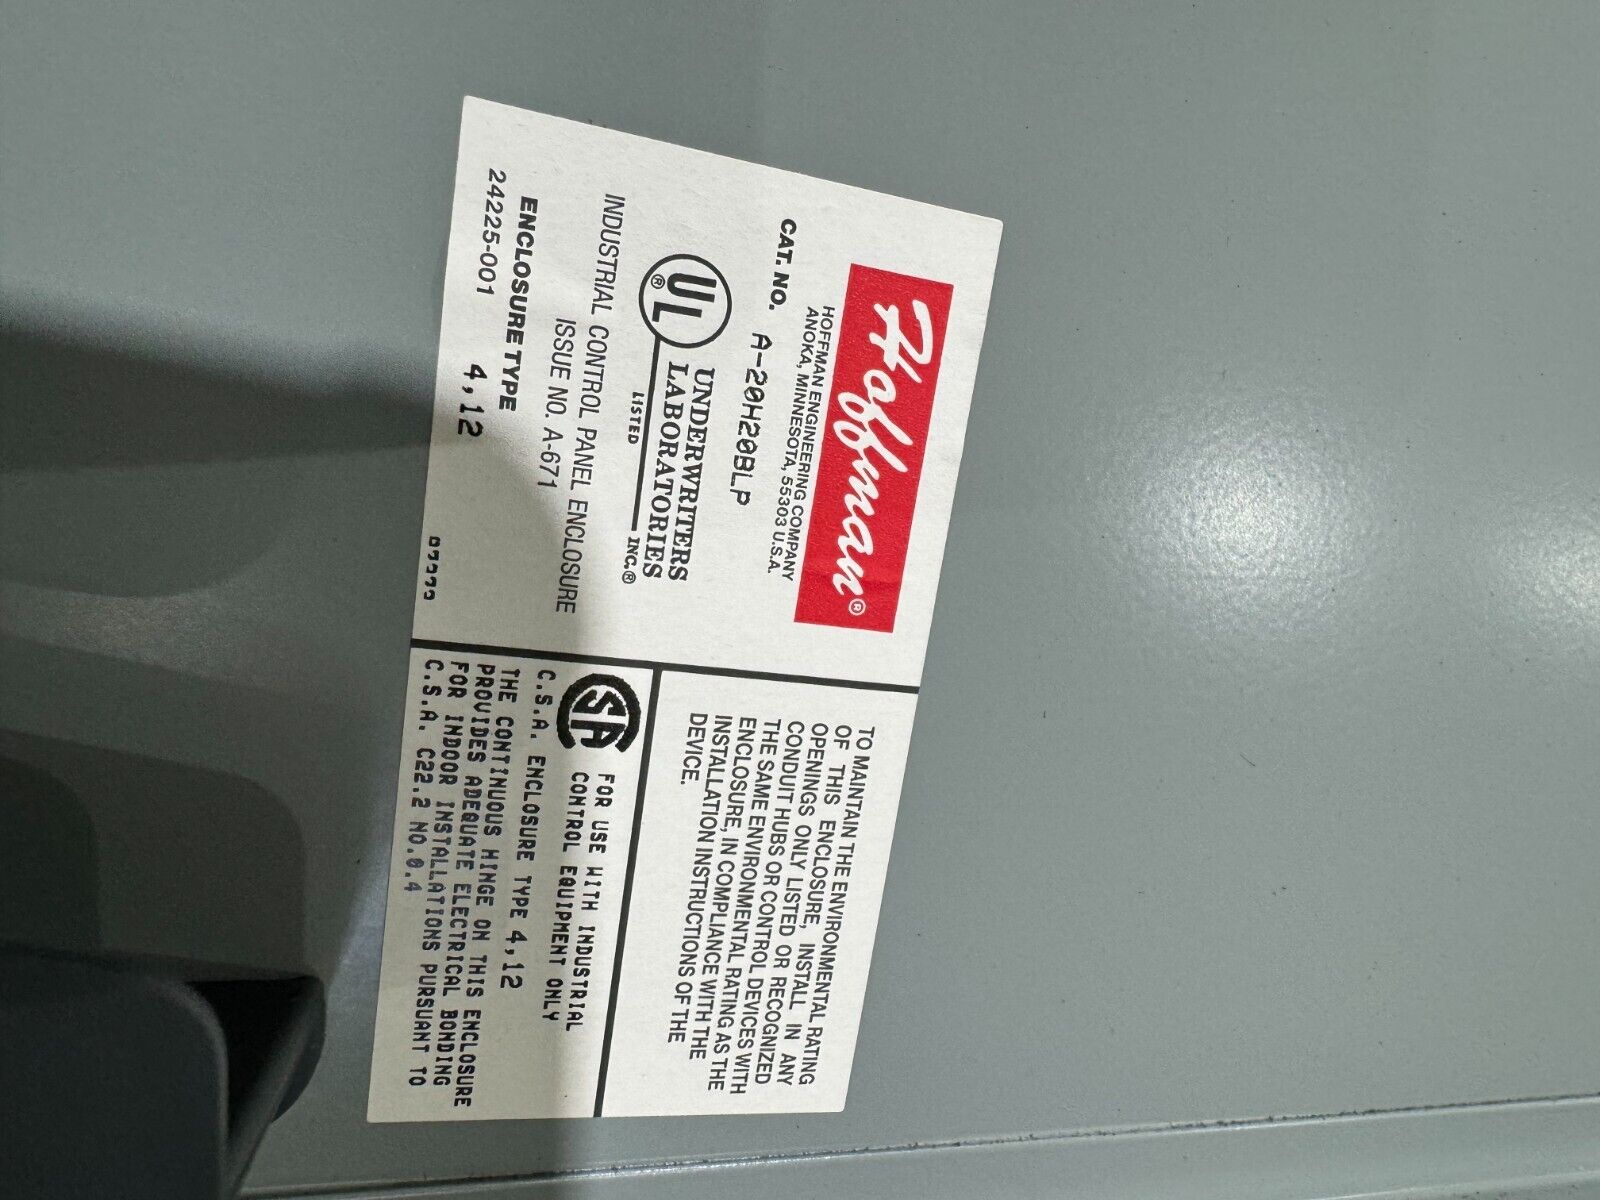 Hoffman®
HOFFMAN ENGINEERING COMPANY
ANOKA, MINNESOTA, 55303 U.S.A.
CAT. NO. A-20H20BLP
UL®
UNDERWRITERS
LABORATORIES
INC.®
LISTED
INDUSTRIAL CONTROL PANEL ENCLOSURE
ISSUE NO. A-671
ENCLOSURE TYPE 4,12
24225-001
TO MAINTAIN THE ENVIRONMENTAL RATING
OF THIS ENCLOSURE, INSTALL IN ANY
OPENINGS ONLY LISTED OR RECOGNIZED
CONDUIT HUBS OR CONTROL DEVICES WITH
THE SAME ENVIRONMENTAL RATING AS THE
ENCLOSURE, IN COMPLIANCE WITH THE
INSTALLATION INSTRUCTIONS OF THE
DEVICE.
SA
FOR USE WITH INDUSTRIAL
CONTROL EQUIPMENT ONLY
C.S.A. ENCLOSURE TYPE 4,12
THE CONTINUOUS HINGE ON THIS ENCLOSURE
PROVIDES ADEQUATE ELECTRICAL BONDING
FOR INDOOR INSTALLATIONS PURSUANT TO
C.S.A. C22.2 NO.0.4